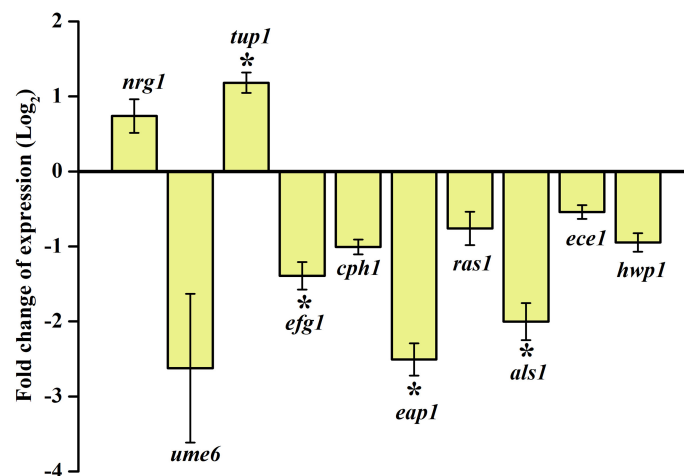 2
tup1
*
nrg1
1
0
Fold change of expression (Log2)
-1
ras1
ece1
cph1
hwp1
*
efg1
-2
*
als1
*
eap1
-3
ume6
-4